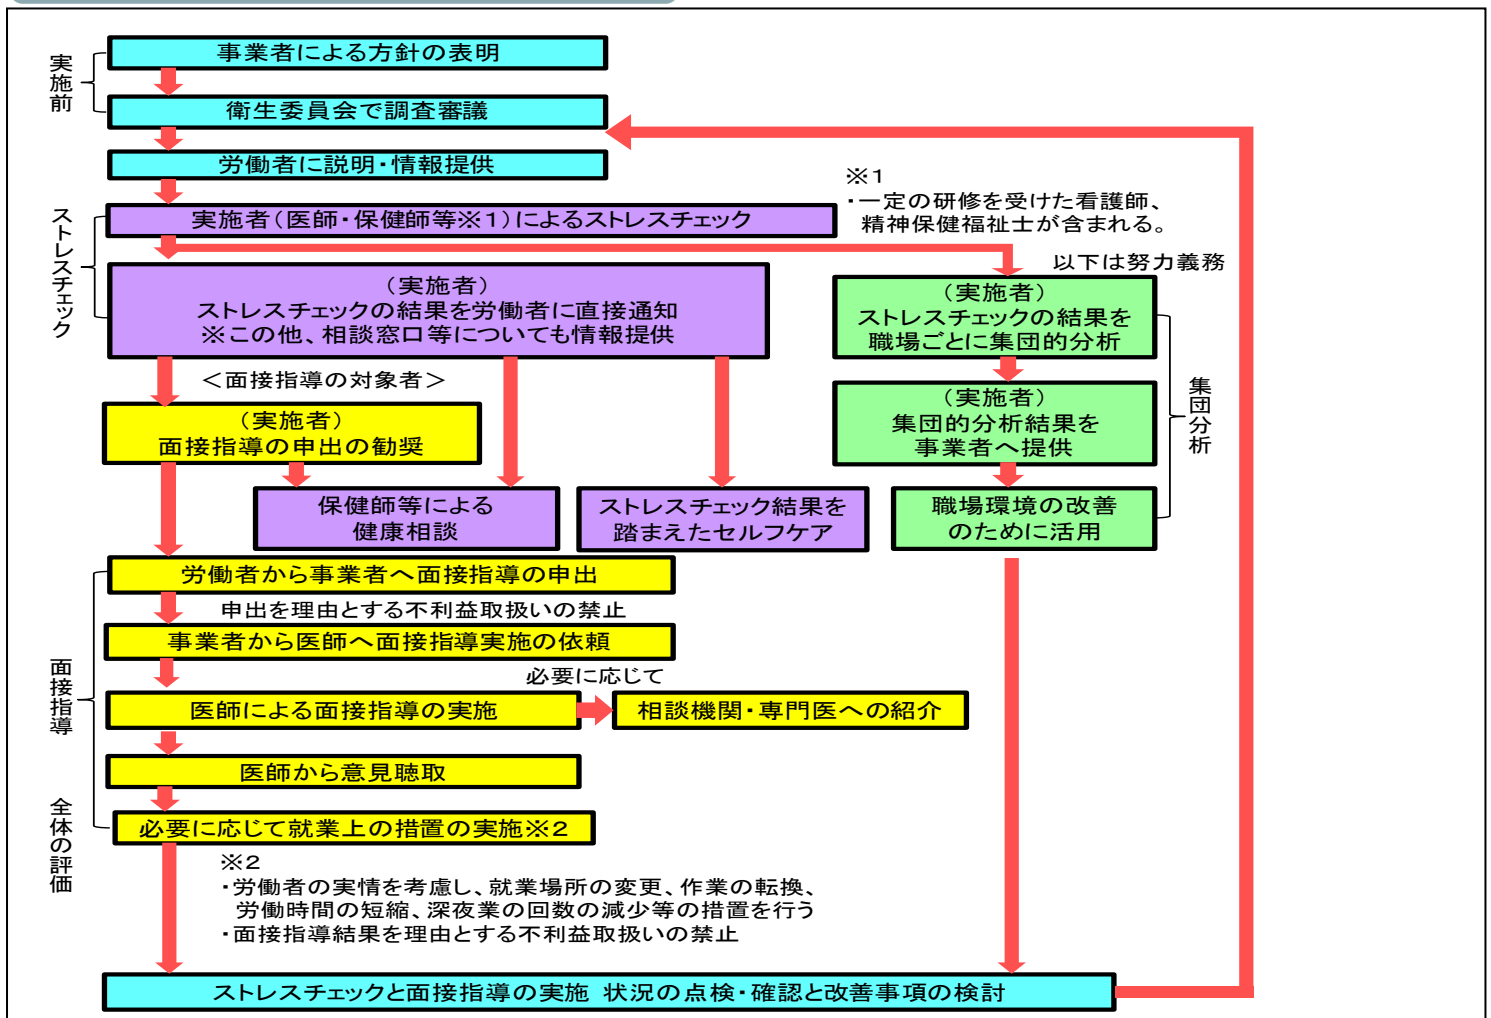 実施前
事業者による方針の表明
衛生委員会で調査審議
労働者に説明・情報提供
※1
・一定の研修を受けた看護師、
精神保健福祉士が含まれる。
ストレスチェック
実施者(医師・保健師等※1)によるストレスチェック
以下は努力義務
(実施者)
ストレスチェックの結果を労働者に直接通知
※この他、相談窓口等についても情報提供
(実施者)
ストレスチェックの結果を
職場ごとに集団的分析
集団分析
<面接指導の対象者>
(実施者)
面接指導の申出の勧奨
(実施者)
集団的分析結果を
事業者へ提供
保健師等による
健康相談
ストレスチェック結果を
踏まえたセルフケア
職場環境の改善
のために活用
面接指導
労働者から事業者へ面接指導の申出
申出を理由とする不利益取扱いの禁止
事業者から医師へ面接指導実施の依頼
必要に応じて
医師による面接指導の実施
相談機関・専門医への紹介
医師から意見聴取
全体の評価
必要に応じて就業上の措置の実施※2
※2
・労働者の実情を考慮し、就業場所の変更、作業の転換、
労働時間の短縮、深夜業の回数の減少等の措置を行う
・面接指導結果を理由とする不利益取扱いの禁止
ストレスチェックと面接指導の実施 状況の点検・確認と改善事項の検討